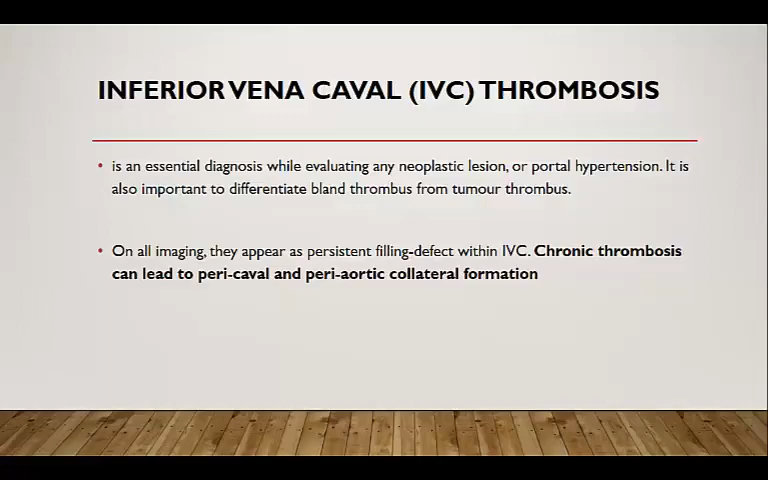 INFERIOR VENA CAVAL (IVC) THROMBOSIS
• is an essential diagnosis while evaluating any neoplastic lesion, or portal hypertension. It is
also important to differentiate bland thrombus from tumour thrombus.
• On all imaging, they appear as persistent filling-defect within IVC. Chronic thrombosis
can lead to peri-caval and peri-aortic collateral formation